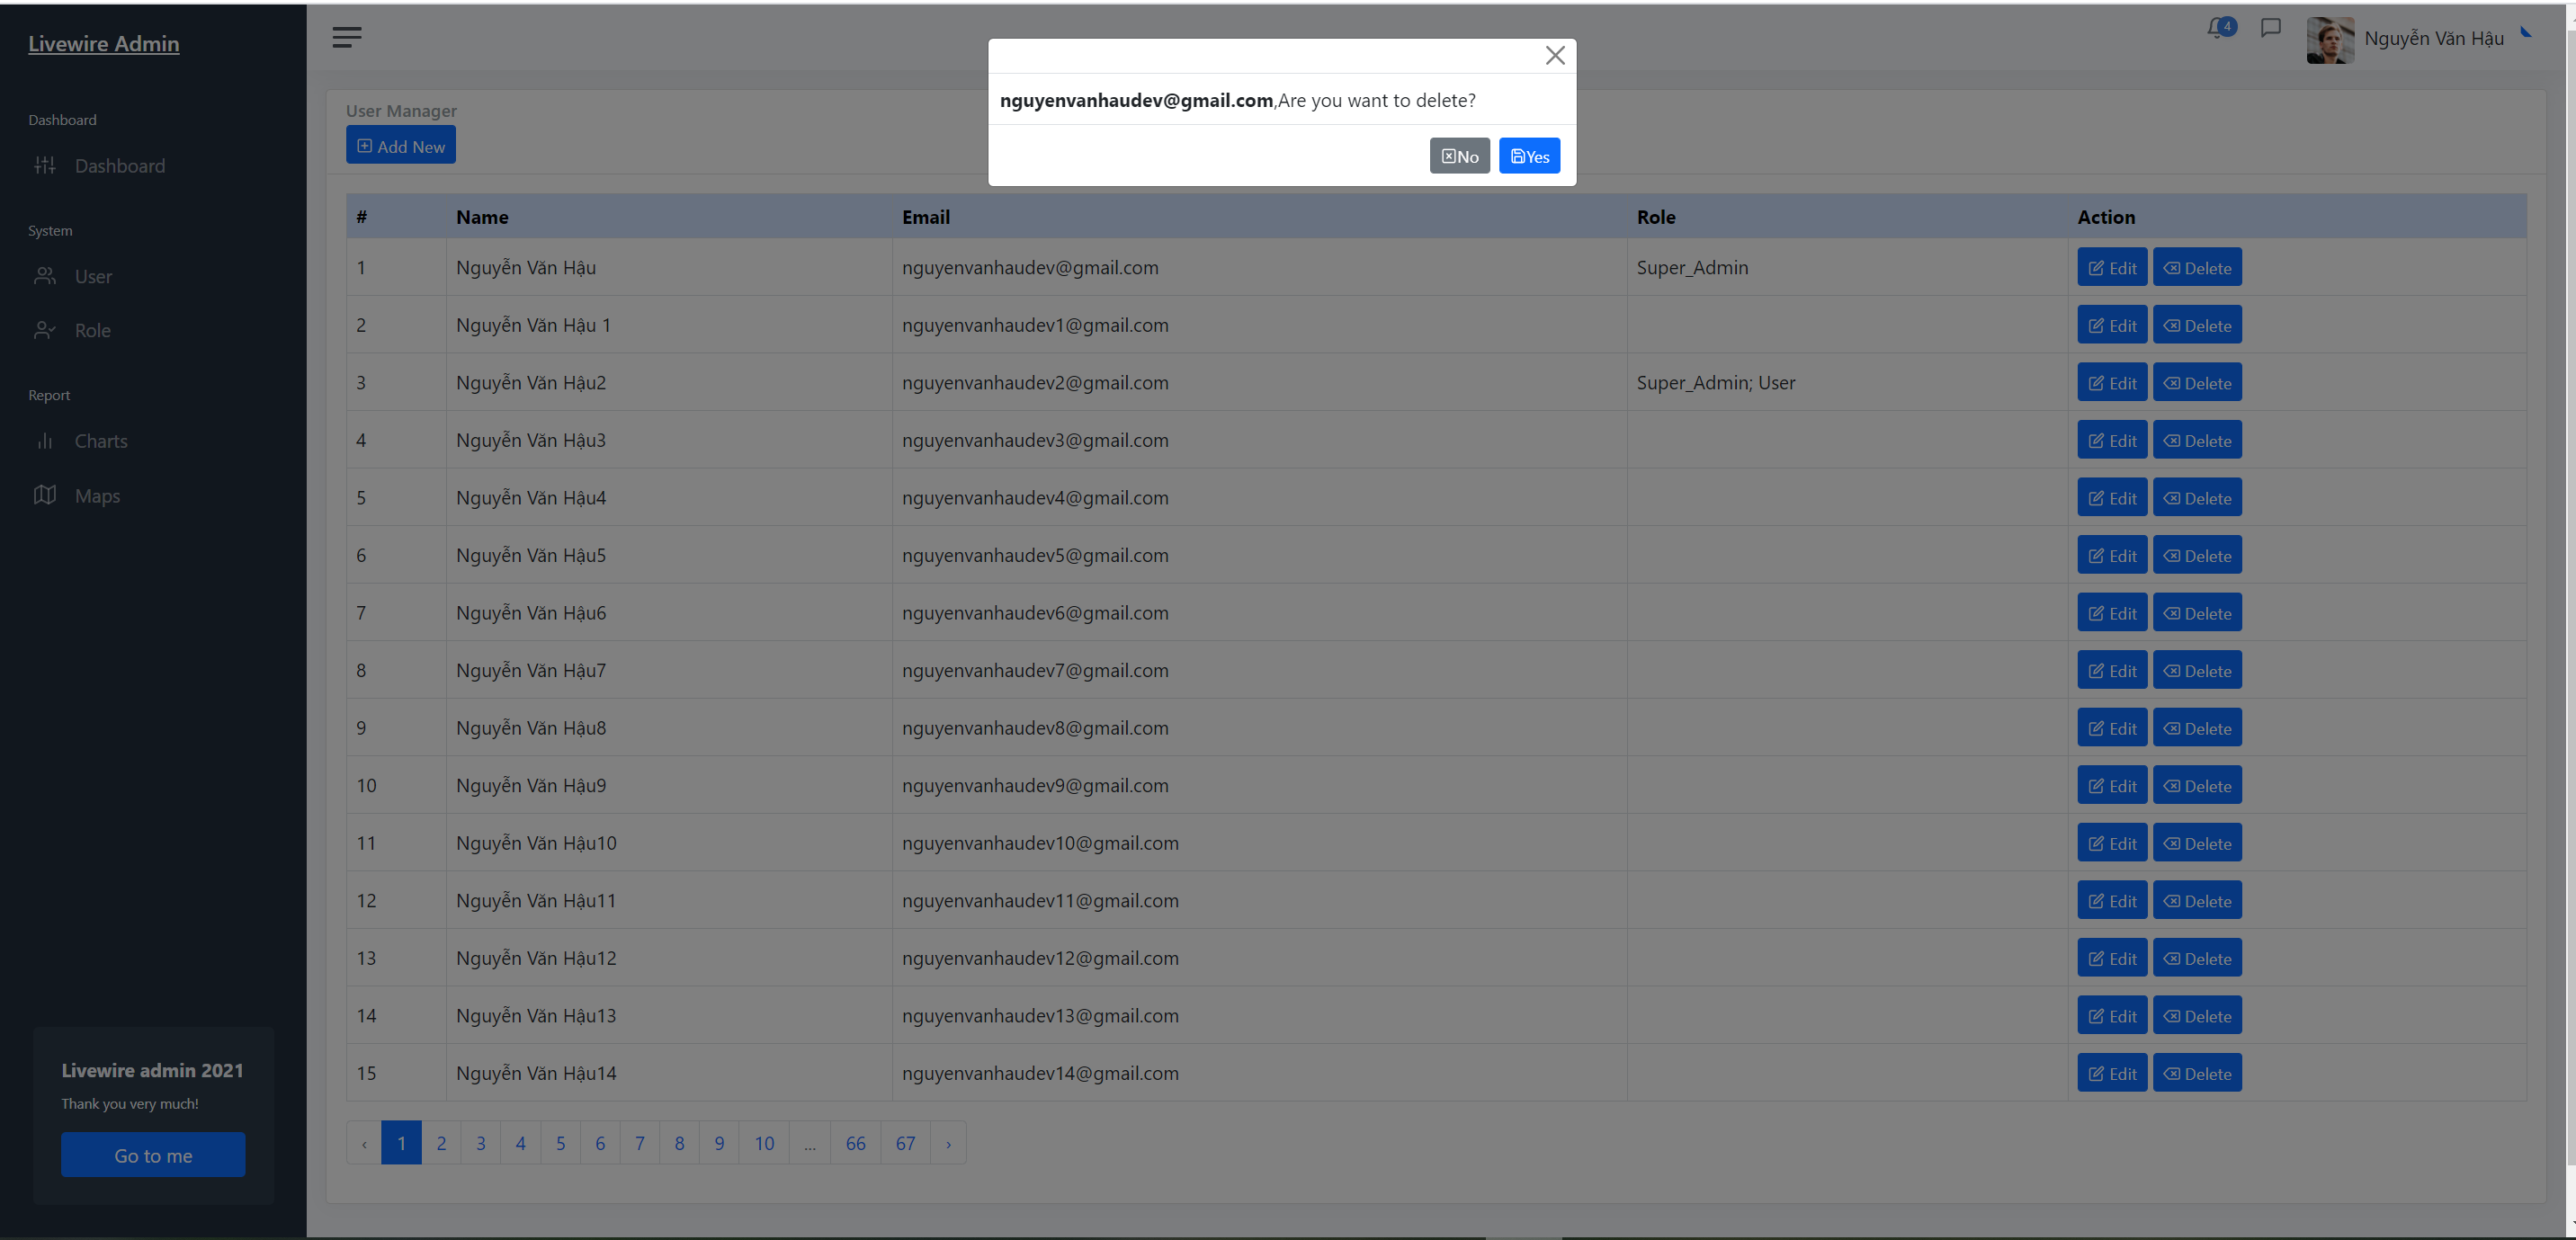 Livewire Admin
4
Nguyễn Văn Hậu
nguyenvanhaudev@gmail.com,Are you want to delete?
No
Yes
Dashboard
Dashboard
System
User
Role
Report
Charts
Maps
Livewire admin 2021
Thank you very much!
Go to me
User Manager
Add New
# Name Email Role Action
1 Nguyễn Văn Hậu nguyenvanhaudev@gmail.com Super_Admin Edit Delete
2 Nguyễn Văn Hậu 1 nguyenvanhaudev1@gmail.com Edit Delete
3 Nguyễn Văn Hậu2 nguyenvanhaudev2@gmail.com Super_Admin; User Edit Delete
4 Nguyễn Văn Hậu3 nguyenvanhaudev3@gmail.com Edit Delete
5 Nguyễn Văn Hậu4 nguyenvanhaudev4@gmail.com Edit Delete
6 Nguyễn Văn Hậu5 nguyenvanhaudev5@gmail.com Edit Delete
7 Nguyễn Văn Hậu6 nguyenvanhaudev6@gmail.com Edit Delete
8 Nguyễn Văn Hậu7 nguyenvanhaudev7@gmail.com Edit Delete
9 Nguyễn Văn Hậu8 nguyenvanhaudev8@gmail.com Edit Delete
10 Nguyễn Văn Hậu9 nguyenvanhaudev9@gmail.com Edit Delete
11 Nguyễn Văn Hậu10 nguyenvanhaudev10@gmail.com Edit Delete
12 Nguyễn Văn Hậu11 nguyenvanhaudev11@gmail.com Edit Delete
13 Nguyễn Văn Hậu12 nguyenvanhaudev12@gmail.com Edit Delete
14 Nguyễn Văn Hậu13 nguyenvanhaudev13@gmail.com Edit Delete
15 Nguyễn Văn Hậu14 nguyenvanhaudev14@gmail.com Edit Delete
‹ 1 2 3 4 5 6 7 8 9 10 ... 66 67 ›